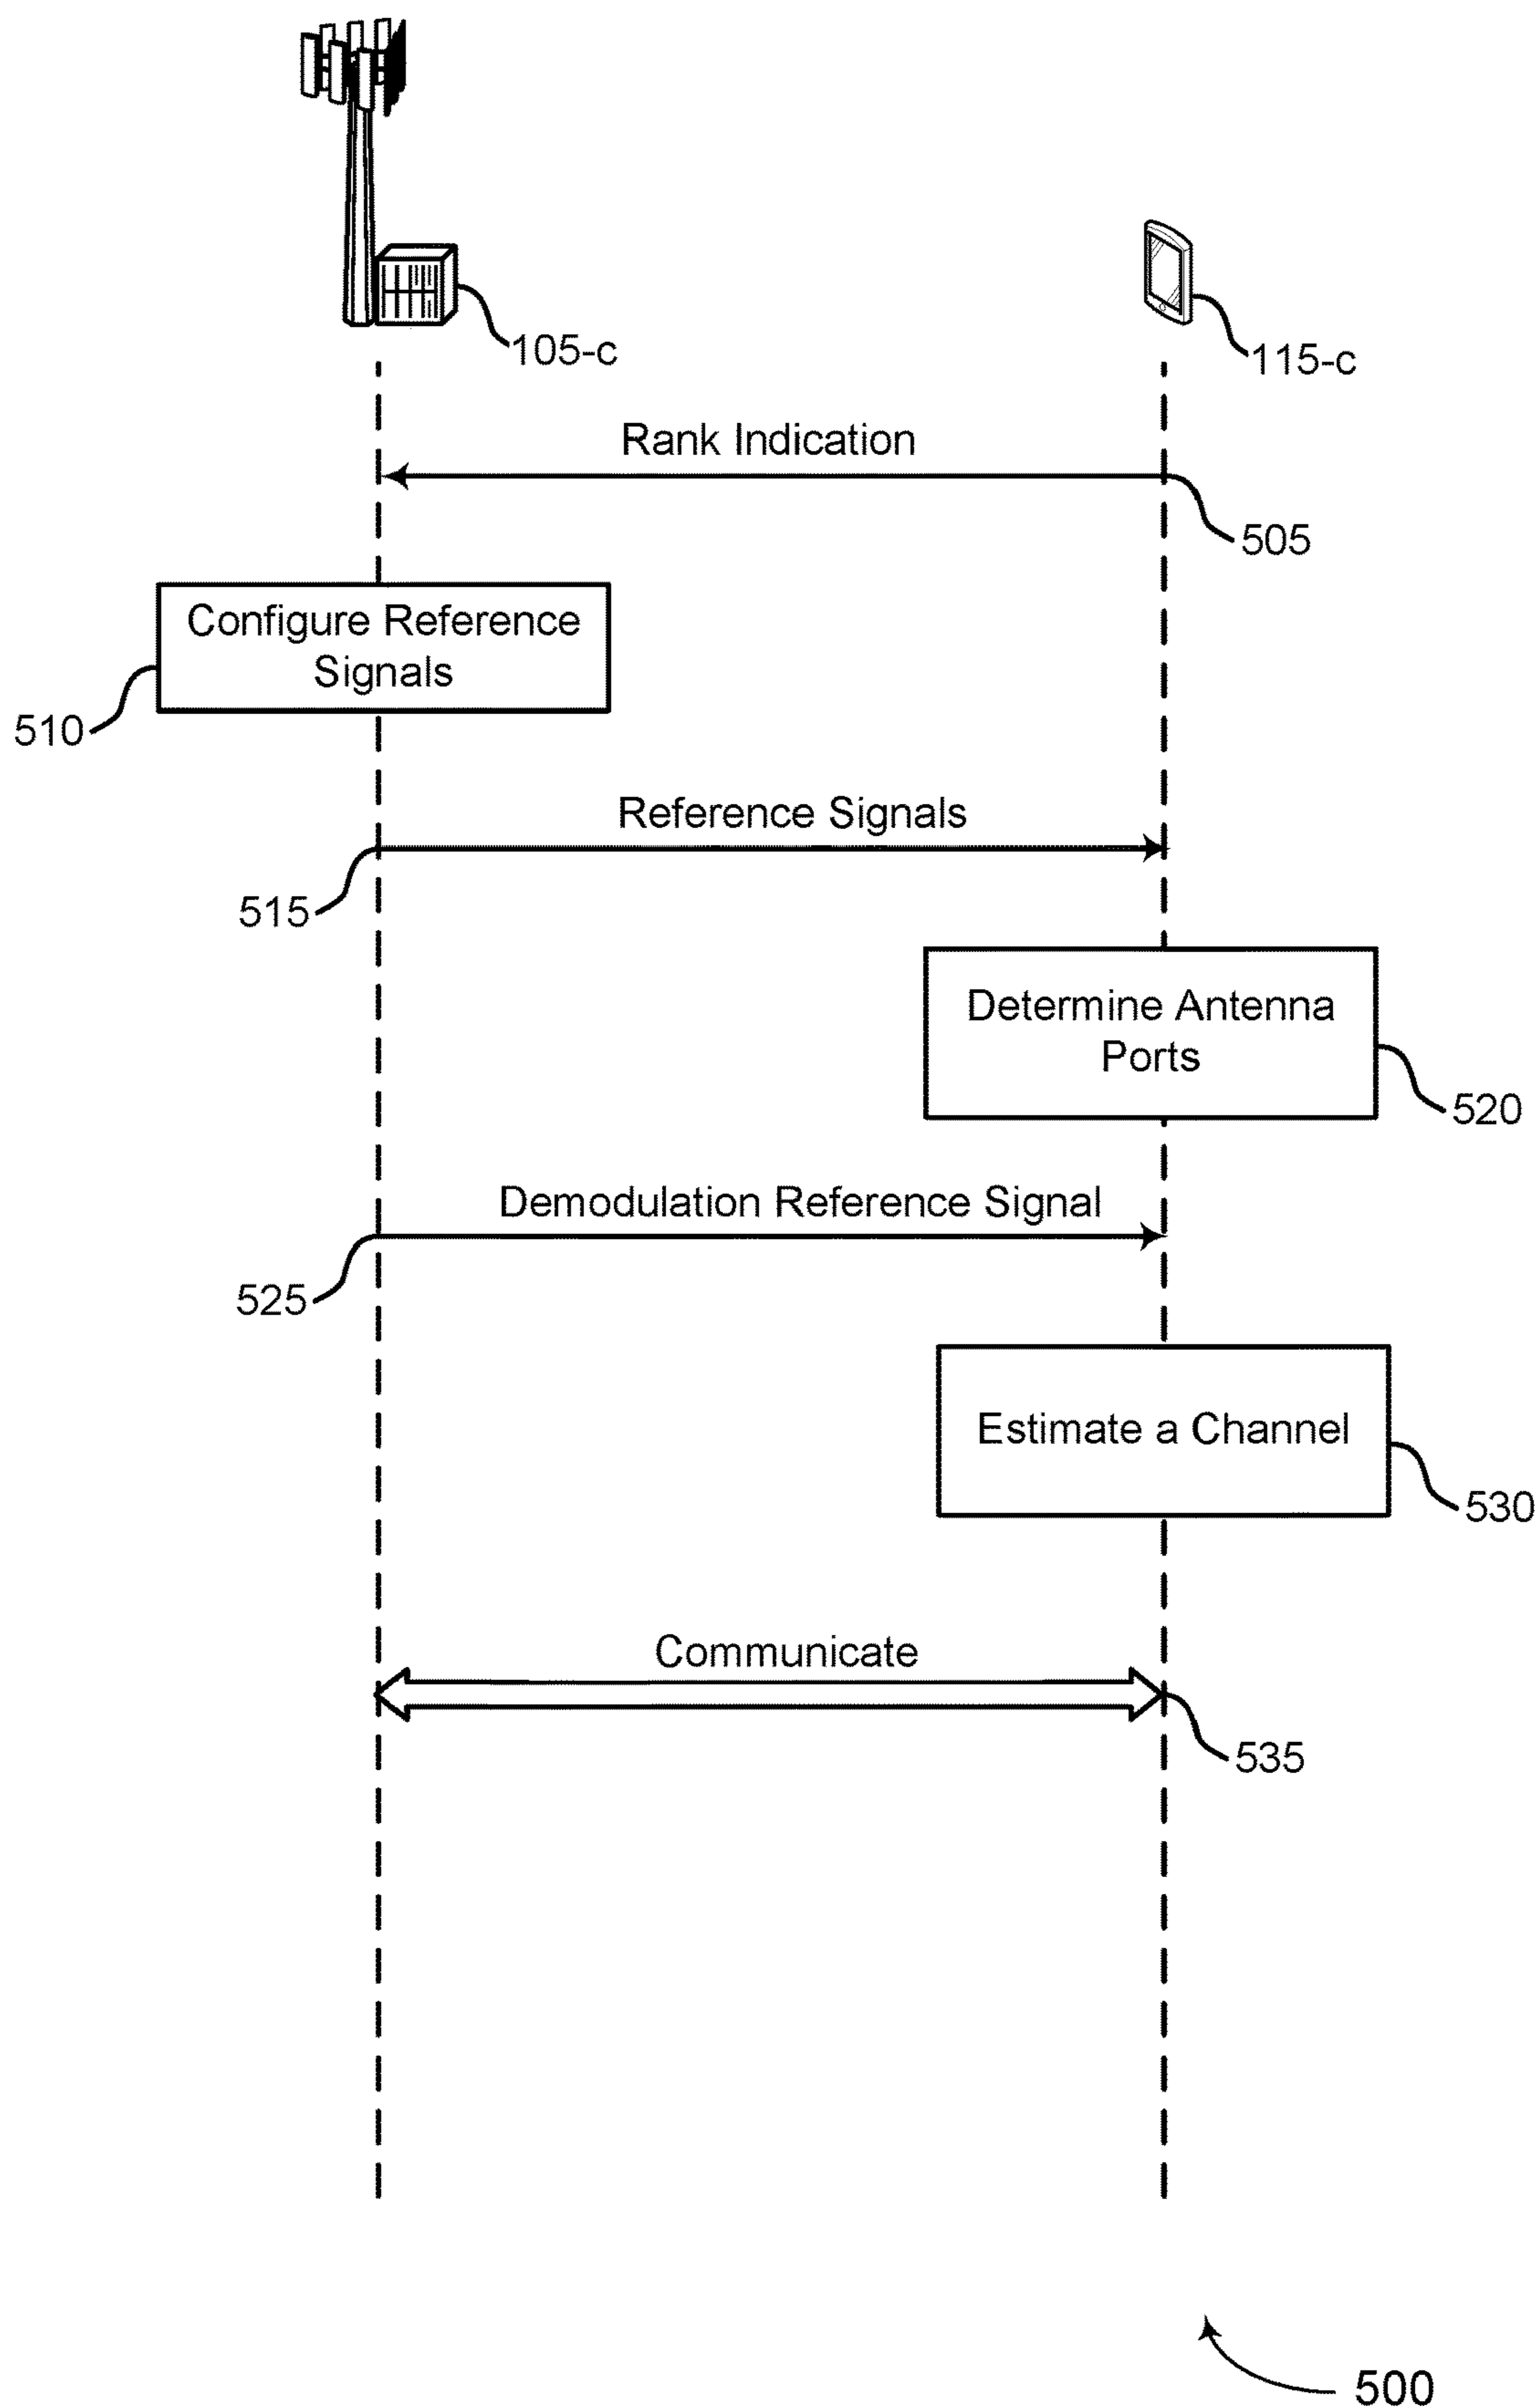 105-c
115-c
Rank Indication
505
Configure Reference
Signals
510
Reference Signals
515
Determine Antenna
Ports
520
Demodulation Reference Signal
525
Estimate a Channel
530
Communicate
535
500